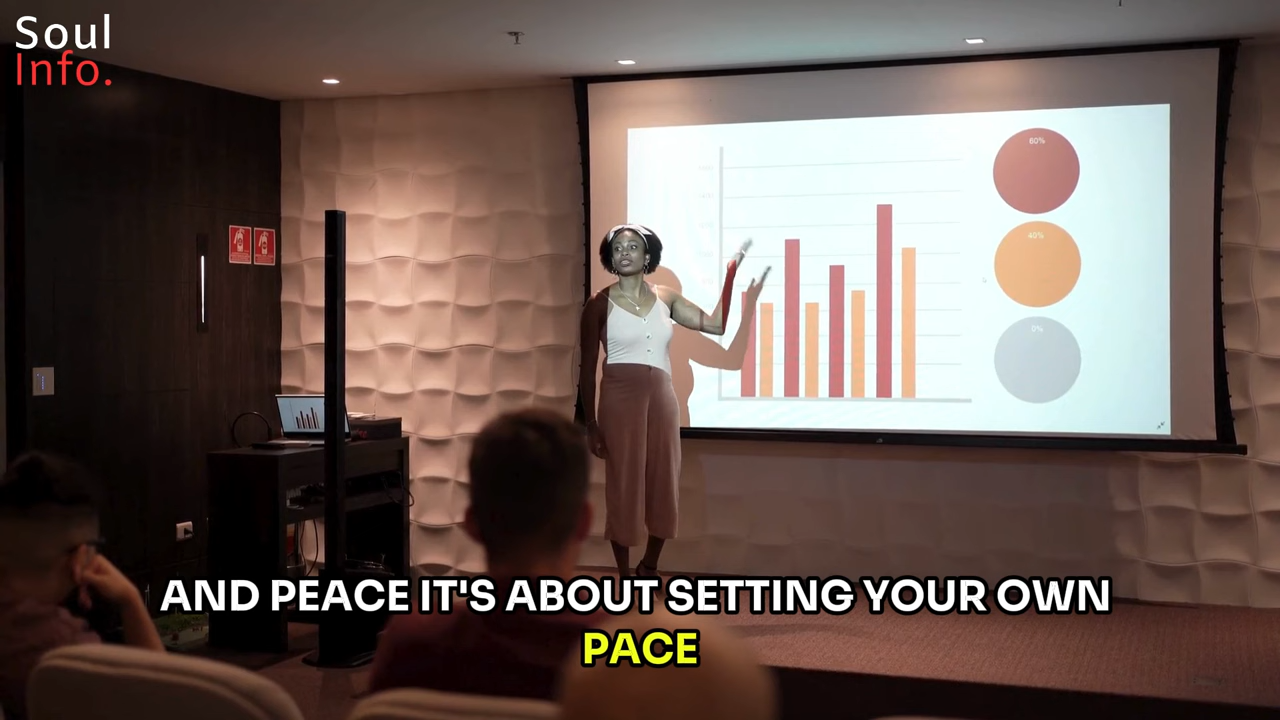 Soul
Info.
60%
40%
0%
AND PEACE IT'S ABOUT SETTING YOUR OWN
PACE